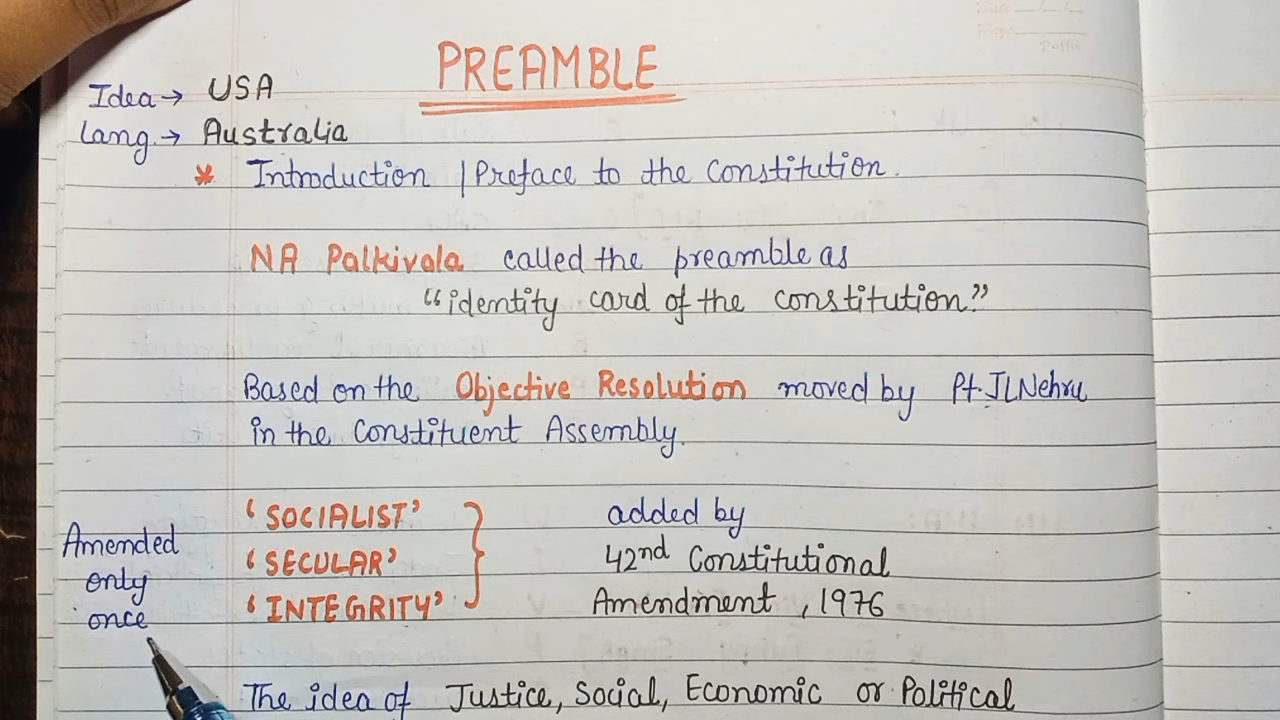 PREAMBLE
Idea → USA
Lang. → Australia
* Introduction / Preface to the Constitution.
NA Palkivala called the preamble as
"identity card of the constitution."
Based on the Objective Resolution moved by Pt. JLNehru
in the Constituent Assembly.
Amended only once
'SOCIALIST'
'SECULAR'
'INTEGRITY'
added by
42nd Constitutional
Amendment, 1976
The idea of Justice, Social, Economic or Political